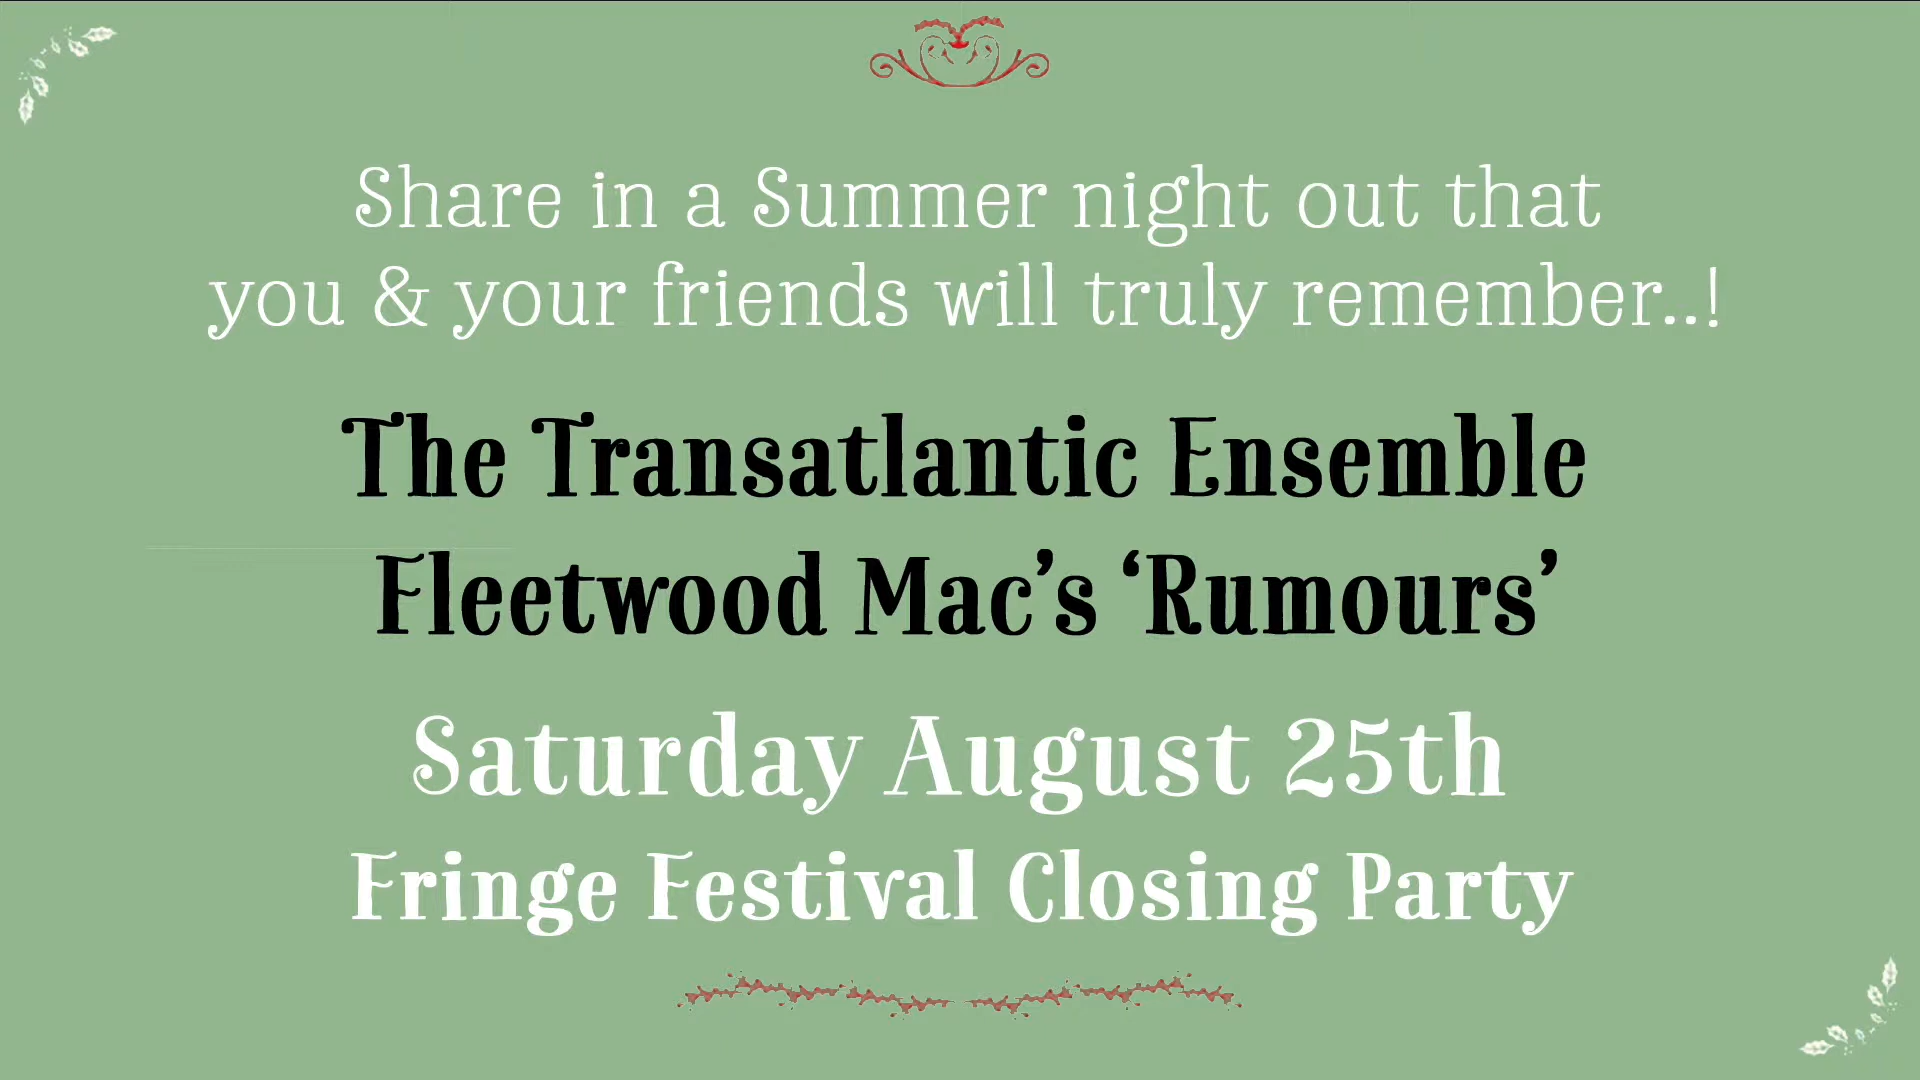 Share in a Summer night out that
you & your friends will truly remember..!
The Transatlantic Ensemble
Fleetwood Mac’s ‘Rumours’
Saturday August 25th
Fringe Festival Closing Party